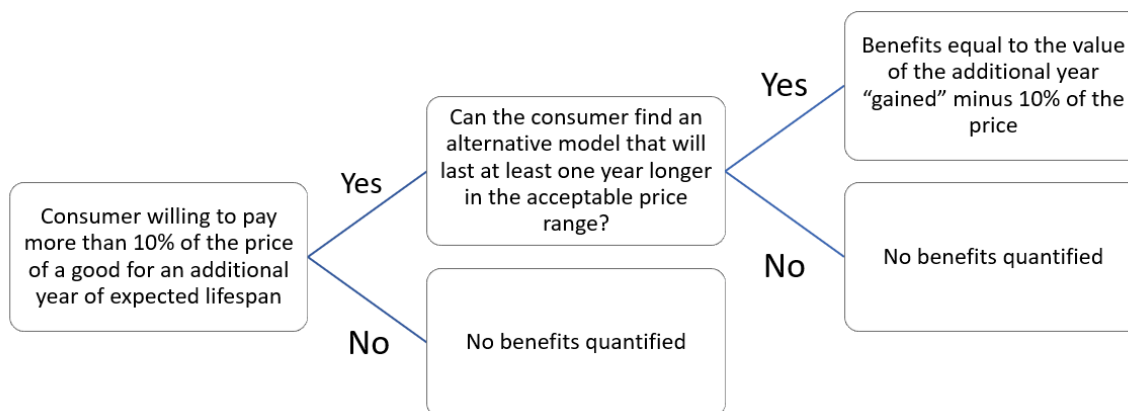 Consumer willing to pay
more than 10% of the price
of a good for an additional
year of expected lifespan
Yes
No
Can the consumer find an
alternative model that will
last at least one year longer
in the acceptable price
range?
No benefits quantified
Yes
No
Benefits equal to the value
of the additional year
“gained” minus 10% of the
price
No benefits quantified